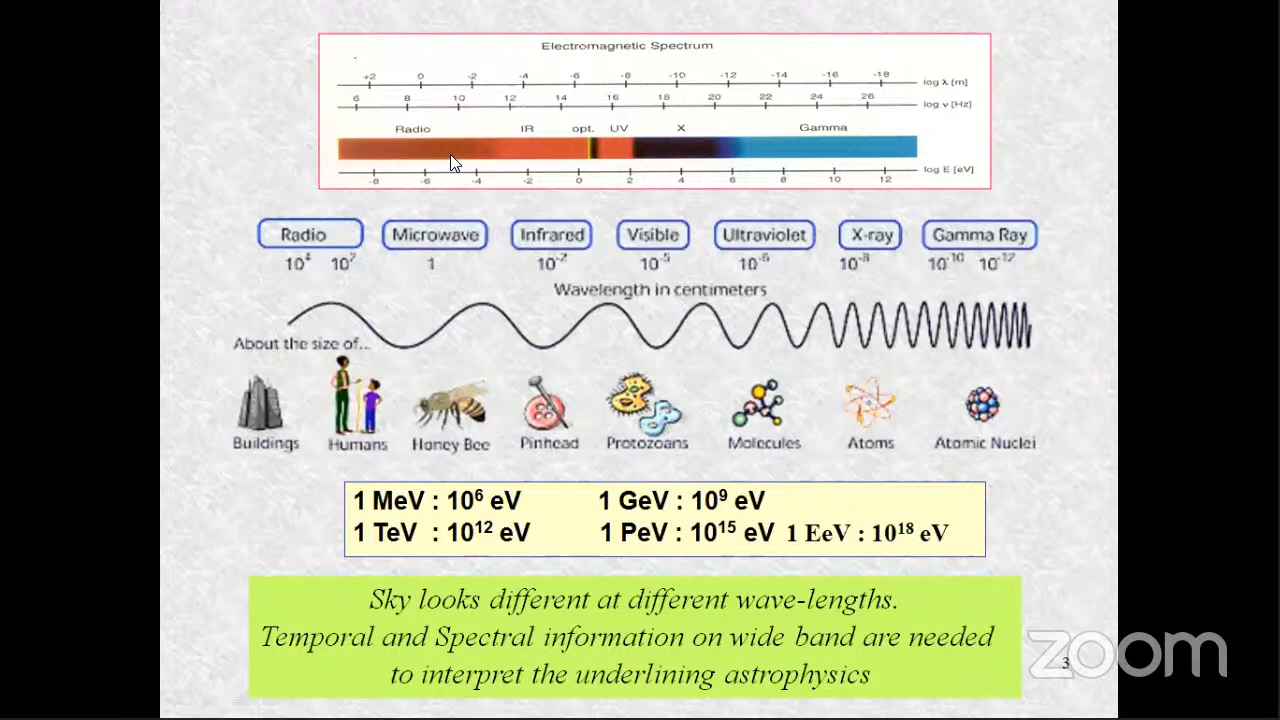 Electromagnetic Spectrum
+2 0 -2 -4 -6 -8 -10 -12 -14 -16 -18 log λ [m]
6 8 10 12 14 16 18 20 22 24 26 log ν [Hz]
Radio IR opt. UV X Gamma
-8 -6 -4 -2 0 2 4 6 8 10 12 log E [eV]
Radio Microwave Infrared Visible Ultraviolet X-ray Gamma Ray
10⁴ 10² 1 10⁻² 10⁻⁵ 10⁻⁶ 10⁻⁸ 10⁻¹⁰ 10⁻¹²
Wavelength in centimeters
About the size of...
Buildings Humans Honey Bee Pinhead Protozoans Molecules Atoms Atomic Nuclei
1 MeV : 10⁶ eV 1 GeV : 10⁹ eV
1 TeV : 10¹² eV 1 PeV : 10¹⁵ eV 1 EeV : 10¹⁸ eV
Sky looks different at different wave-lengths.
Temporal and Spectral information on wide band are needed
to interpret the underlining astrophysics
3
zoom